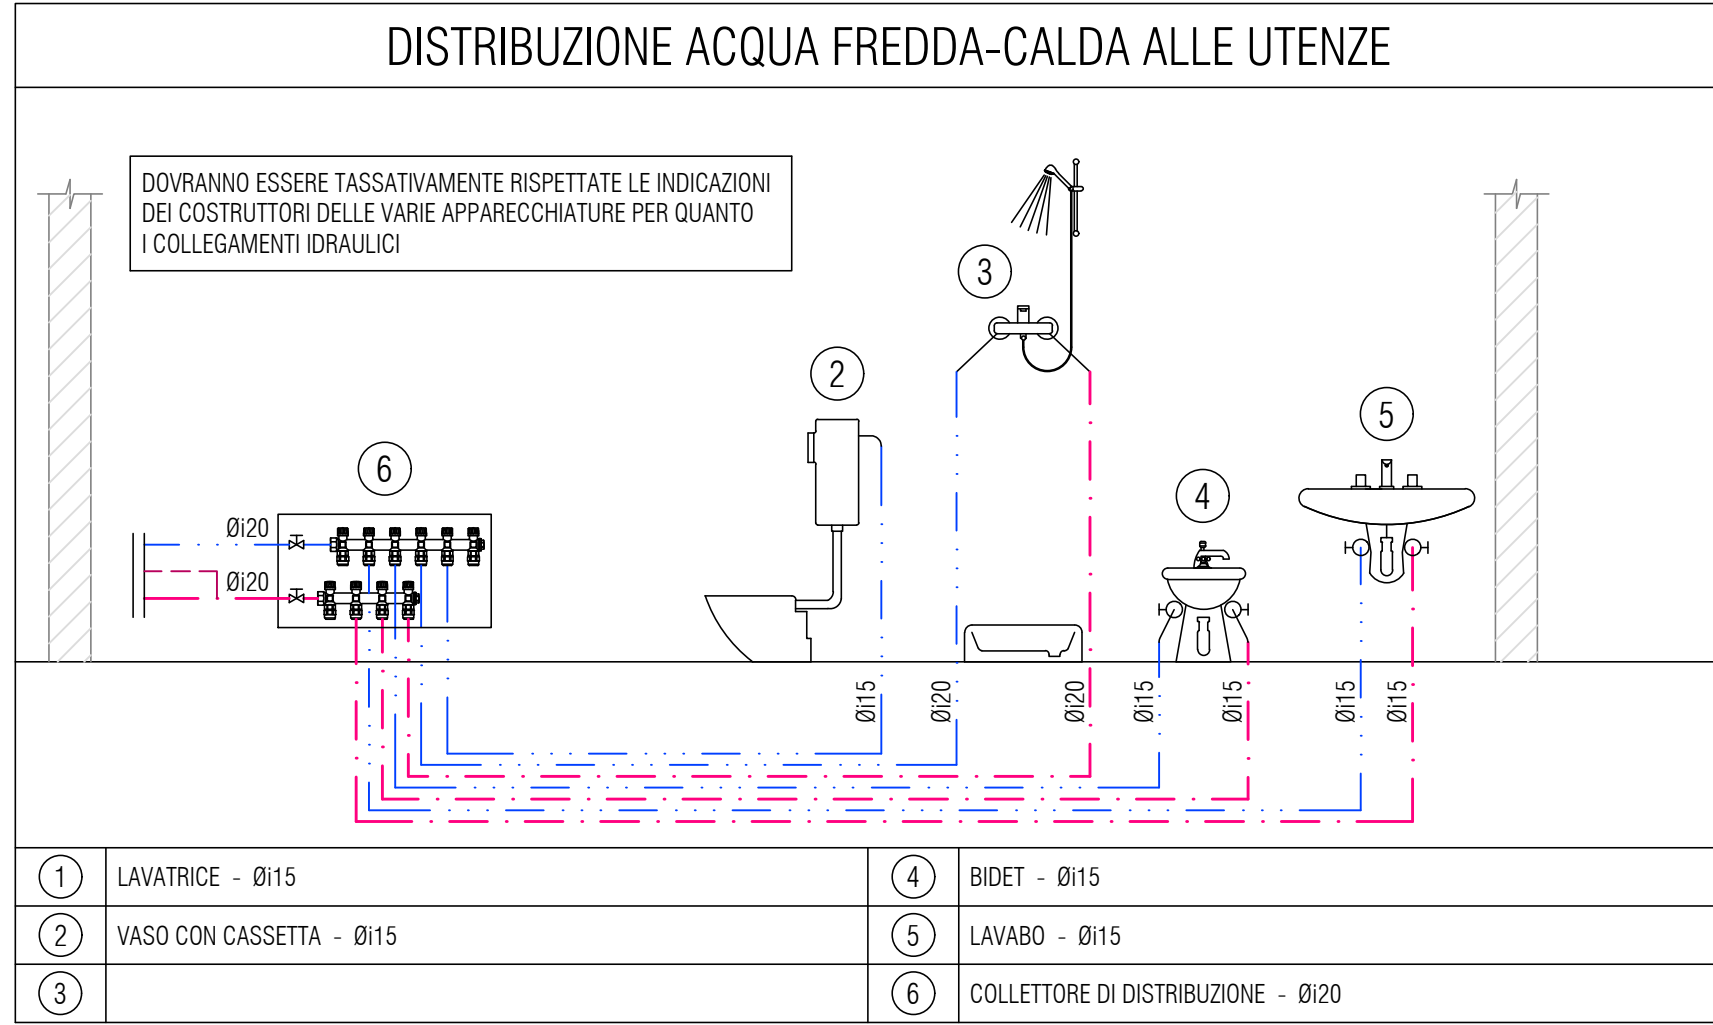 DISTRIBUZIONE ACQUA FREDDA-CALDA ALLE UTENZE
DOVRANNO ESSERE TASSATIVAMENTE RISPETTATE LE INDICAZIONI
DEI COSTRUTTORI DELLE VARIE APPARECCHIATURE PER QUANTO
I COLLEGAMENTI IDRAULICI
3
2
5
6
4
Øi20
Øi20
Øi15
Øi20
Øi20
Øi15
Øi15
Øi15
Øi15
1 LAVATRICE - Øi15
4 BIDET - Øi15
2 VASO CON CASSETTA - Øi15
5 LAVABO - Øi15
3
6 COLLETTORE DI DISTRIBUZIONE - Øi20